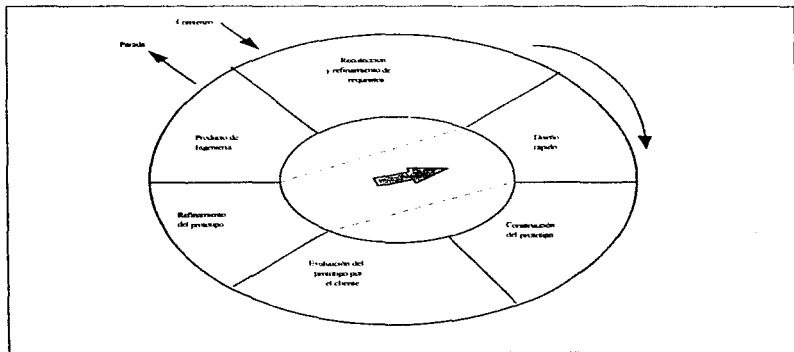 Comienzo
Parada
Recolección
y refinamiento de
requisitos
Producto de
Ingeniería
Diseño
rápido
Refinamiento
del prototipo
Construcción
del prototipo
Evaluación del
prototipo por
el cliente